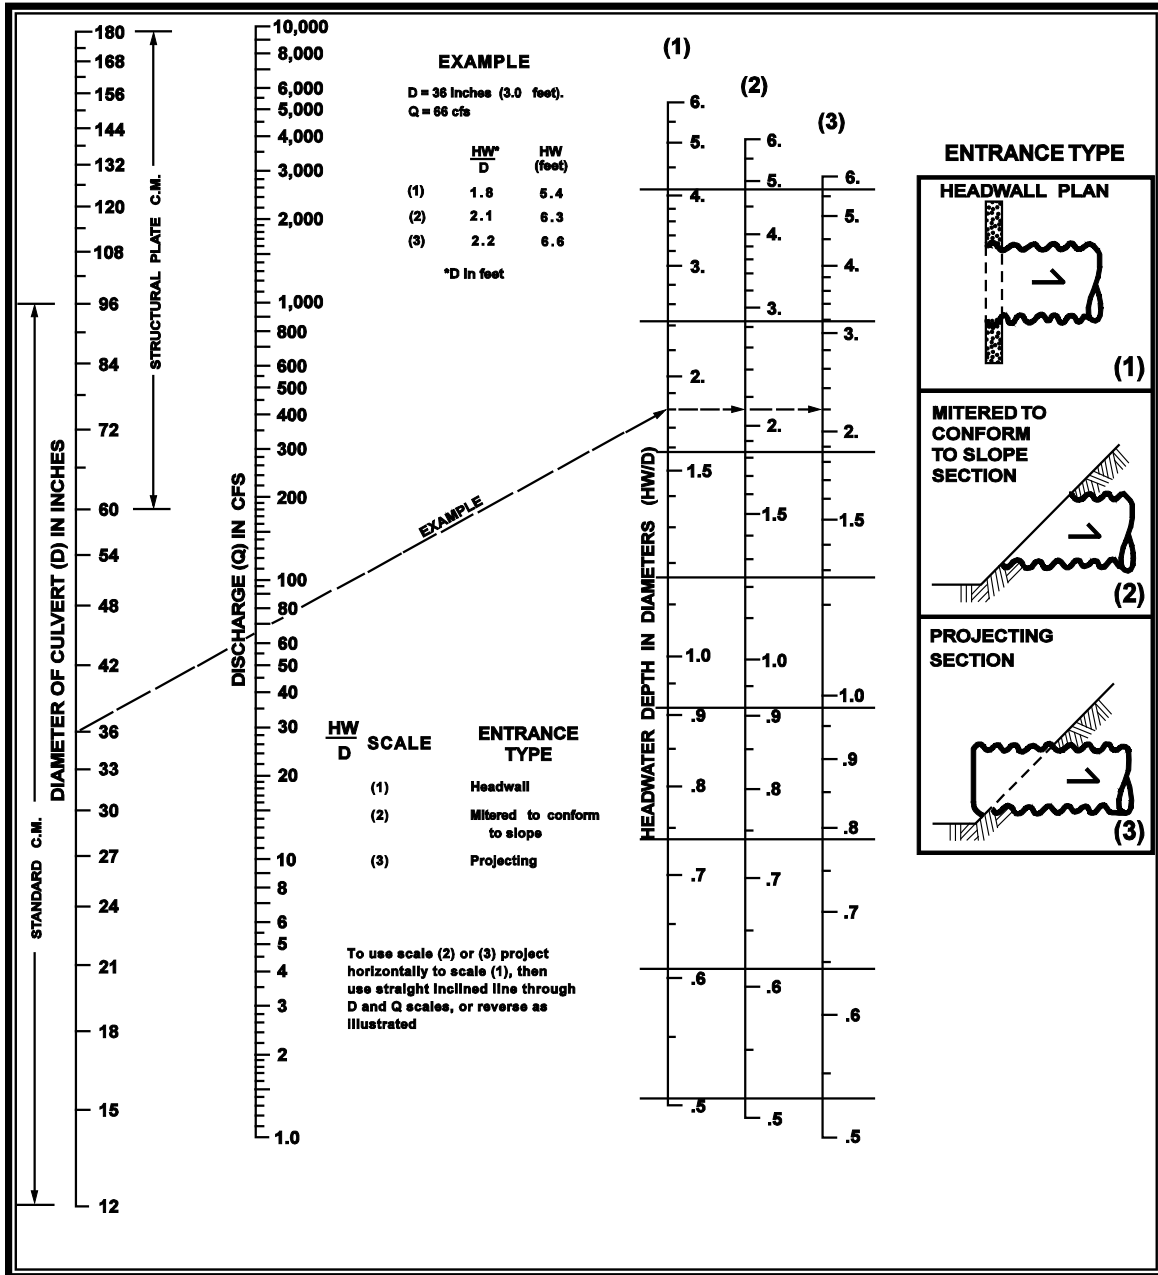 180
168
156
144
132
120
108
96
84
72
60
54
48
42
36
33
30
27
24
21
18
15
12
STRUCTURAL PLATE C.M.
STANDARD C.M.
DIAMETER OF CULVERT (D) IN INCHES
10,000
8,000
6,000
5,000
4,000
3,000
2,000
1,000
800
600
500
400
300
200
100
80
60
50
40
30
20
10
8
6
5
4
3
2
1.0
DISCHARGE (Q) IN CFS
EXAMPLE
D = 36 inches (3.0 feet).
Q = 66 cfs
HW* HW
D (feet)
(1) 1.8 5.4
(2) 2.1 6.3
(3) 2.2 6.6
*D in feet
EXAMPLE
HW SCALE ENTRANCE
D TYPE
(1) Headwall
(2) Mitered to conform
to slope
(3) Projecting
To use scale (2) or (3) project
horizontally to scale (1), then
use straight inclined line through
D and Q scales, or reverse as
illustrated
HEADWATER DEPTH IN DIAMETERS (HW/D)
(1)
6.
5.
4.
3.
2.
1.5
1.0
.9
.8
.7
.6
.5
(2)
6.
5.
4.
3.
2.
1.5
1.0
.9
.8
.7
.6
.5
(3)
6.
5.
4.
3.
2.
1.5
1.0
.9
.8
.7
.6
.5
ENTRANCE TYPE
HEADWALL PLAN
(1)
MITERED TO
CONFORM
TO SLOPE
SECTION
(2)
PROJECTING
SECTION
(3)